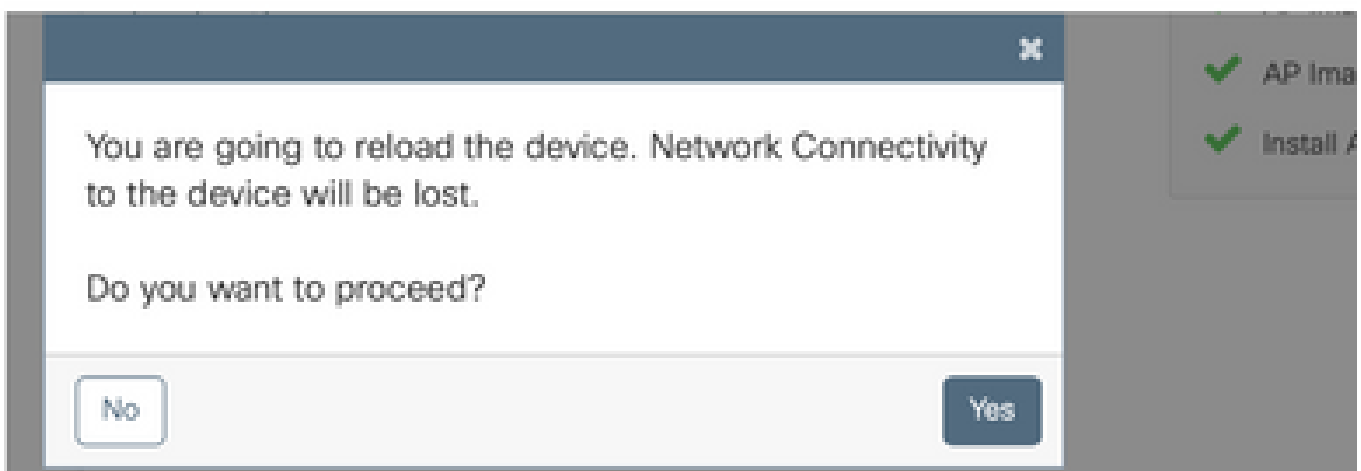 You are going to reload the device. Network Connectivity
to the device will be lost.
Do you want to proceed?
No
Yes
AP Ima
Install A